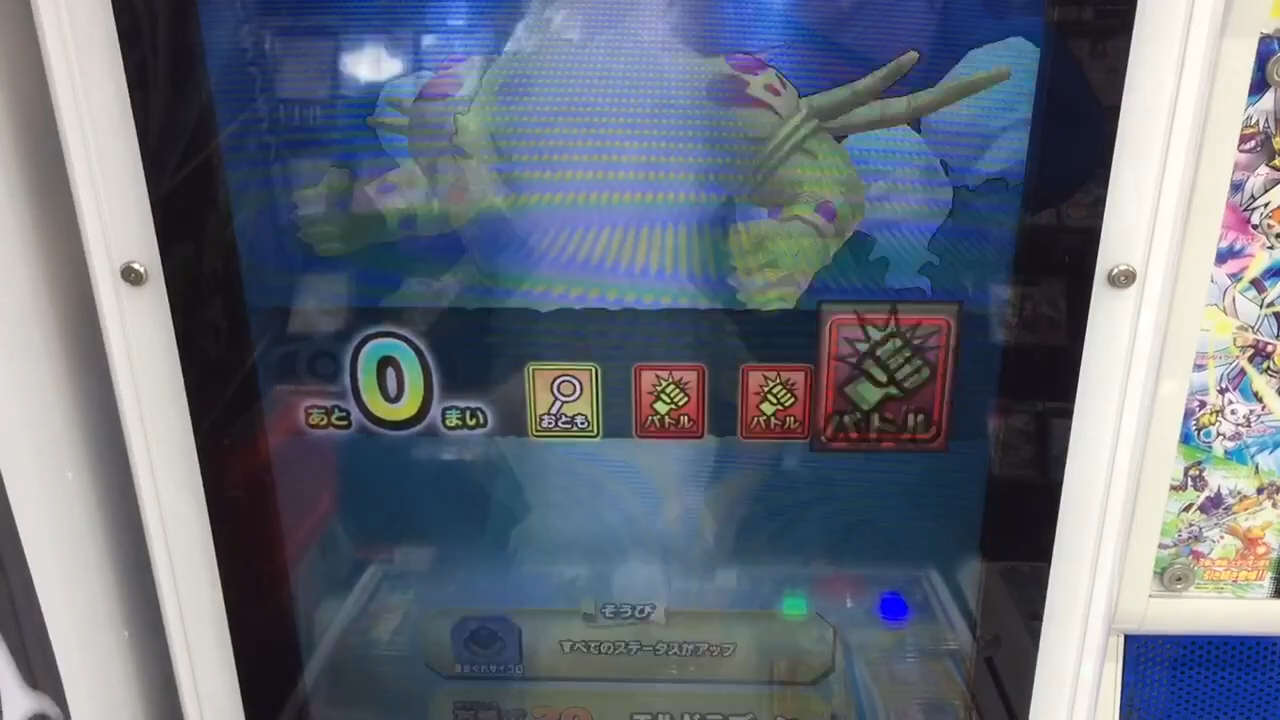 あと0まい
おとも
バトル
バトル
バトル
そうび
すべてのステータスがアップ